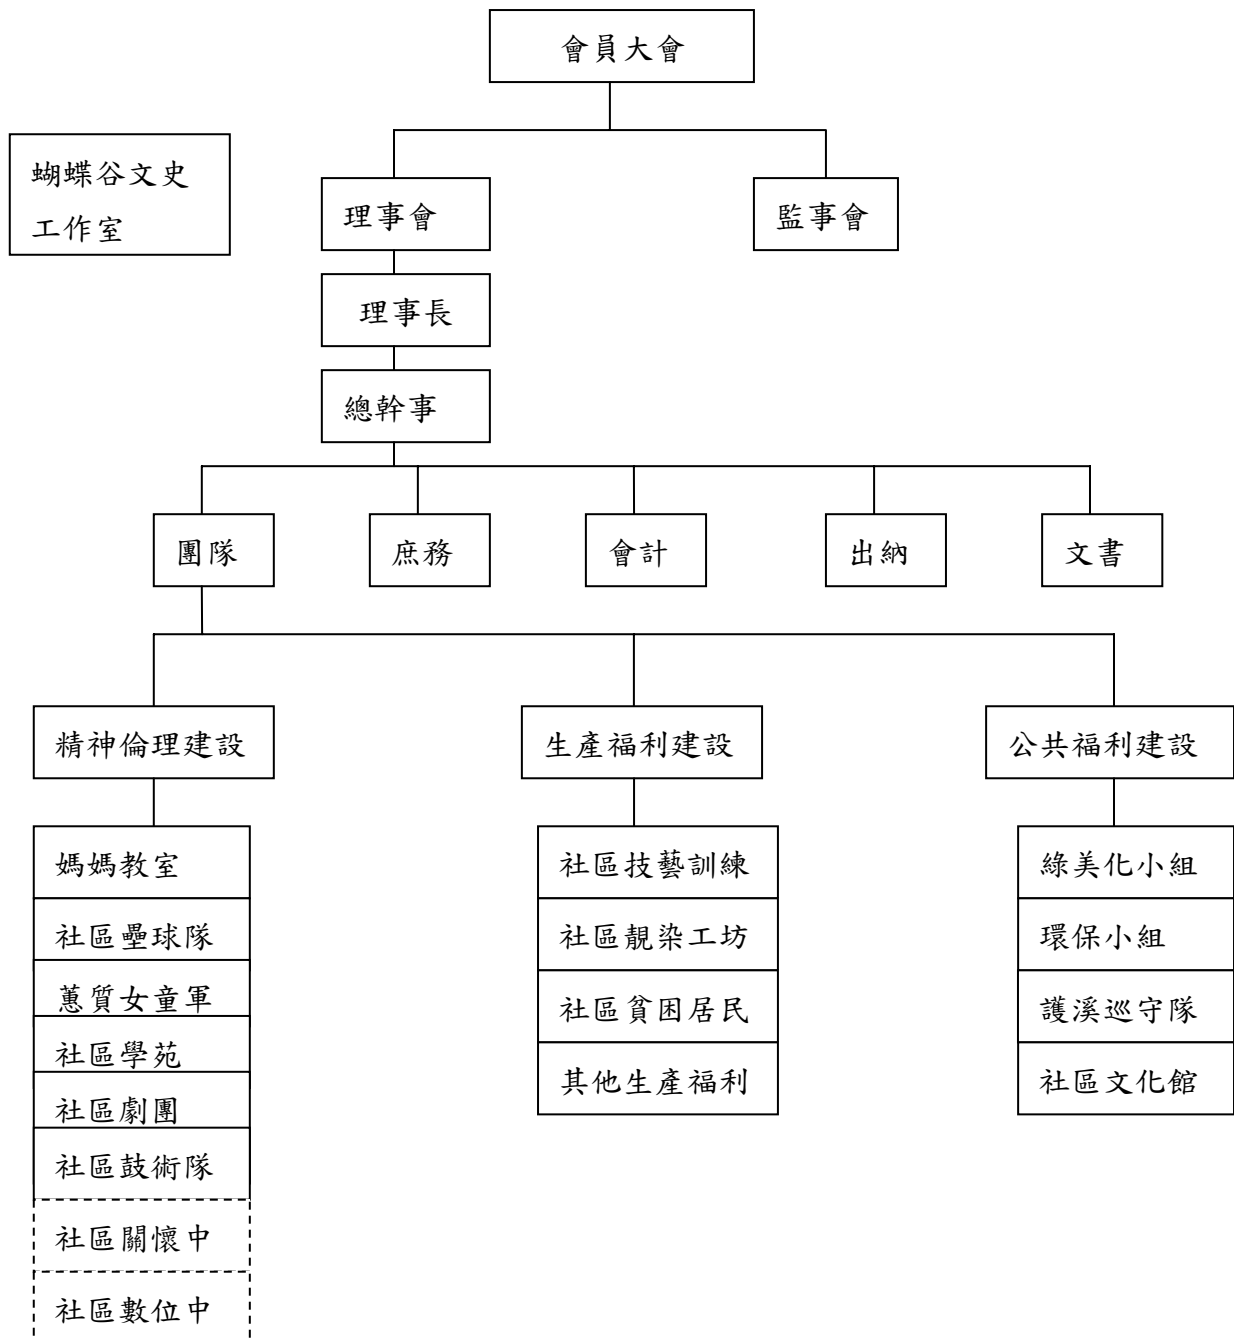 會員大會
蝴蝶谷文史
工作室
理事會
監事會
理事長
總幹事
團隊
庶務
會計
出納
文書
精神倫理建設
生產福利建設
公共福利建設
媽媽教室
社區壘球隊
蕙質女童軍
社區學苑
社區劇團
社區鼓術隊
社區關懷中
社區數位中
社區技藝訓練
社區靚染工坊
社區貧困居民
其他生產福利
綠美化小組
環保小組
護溪巡守隊
社區文化館